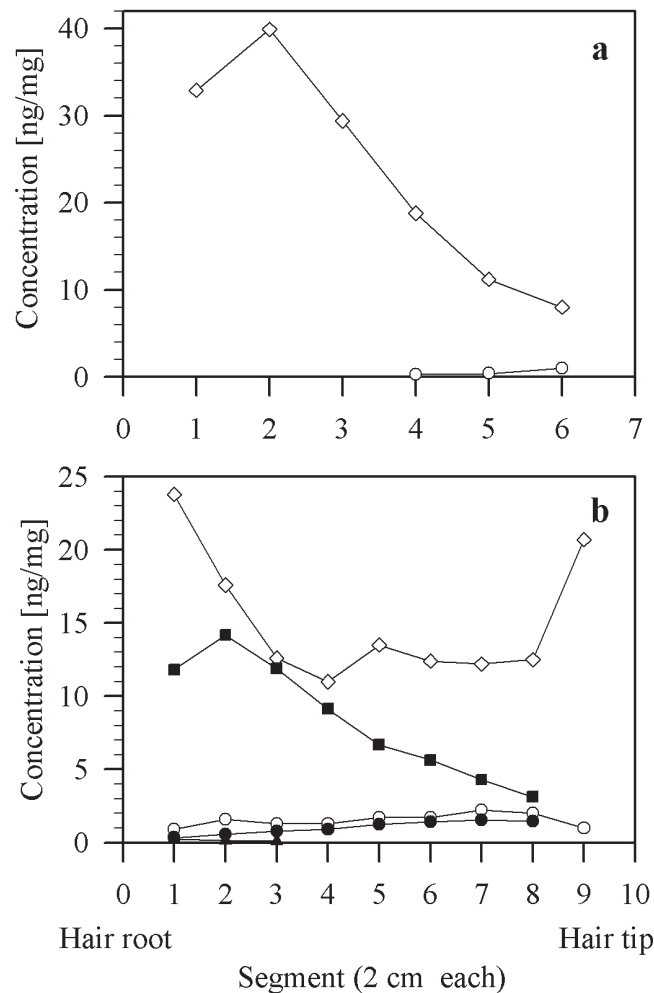 a
Concentration [ng/mg]
40
30
20
10
0
0 1 2 3 4 5 6 7
b
Concentration [ng/mg]
25
20
15
10
5
0
0 1 2 3 4 5 6 7 8 9 10
Hair root Hair tip
Segment (2 cm each)